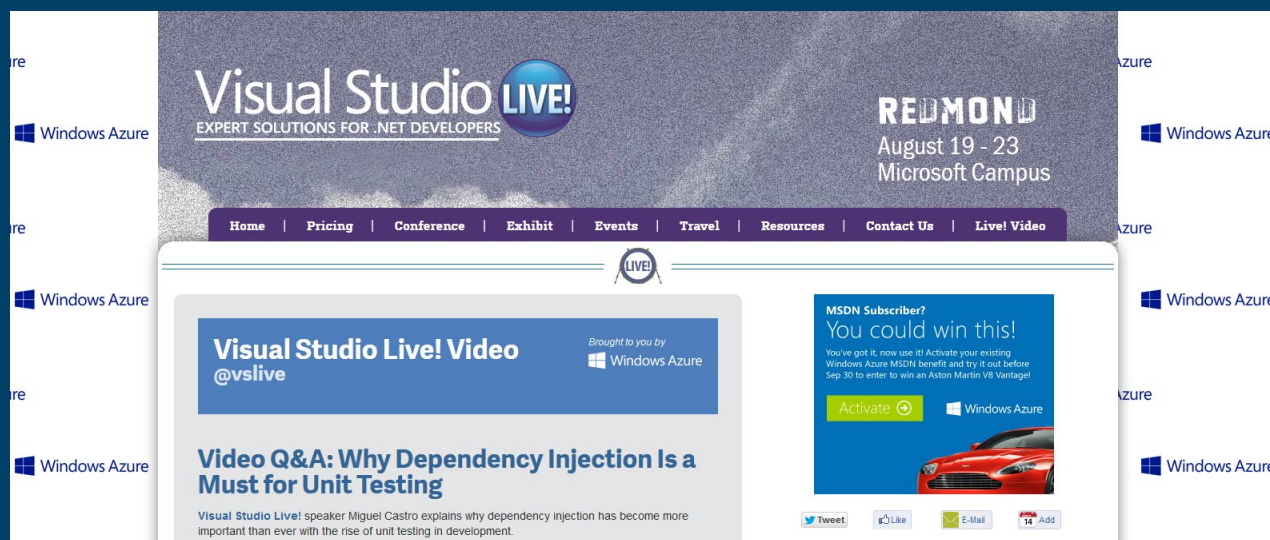 Visual Studio LIVE!
EXPERT SOLUTIONS FOR .NET DEVELOPERS
REDMOND
August 19 - 23
Microsoft Campus
Home | Pricing | Conference | Exhibit | Events | Travel | Resources | Contact Us | Live! Video
LIVE!
Visual Studio Live! Video
@vslive
Brought to you by
Windows Azure
Video Q&A: Why Dependency Injection Is a
Must for Unit Testing
Visual Studio Live! speaker Miguel Castro explains why dependency injection has become more
important than ever with the rise of unit testing in development.
MSDN Subscriber?
You could win this!
You've got it, now use it! Activate your existing
Windows Azure MSDN benefit and try it out before
Sep 30 to enter to win an Aston Martin V8 Vantage!
Activate
Windows Azure
Tweet
Like
E-Mail
14 Add
ure
Windows Azure
ure
Windows Azure
ure
Windows Azure
Azure
Windows Azure
Azure
Windows Azure
Azure
Windows Azure